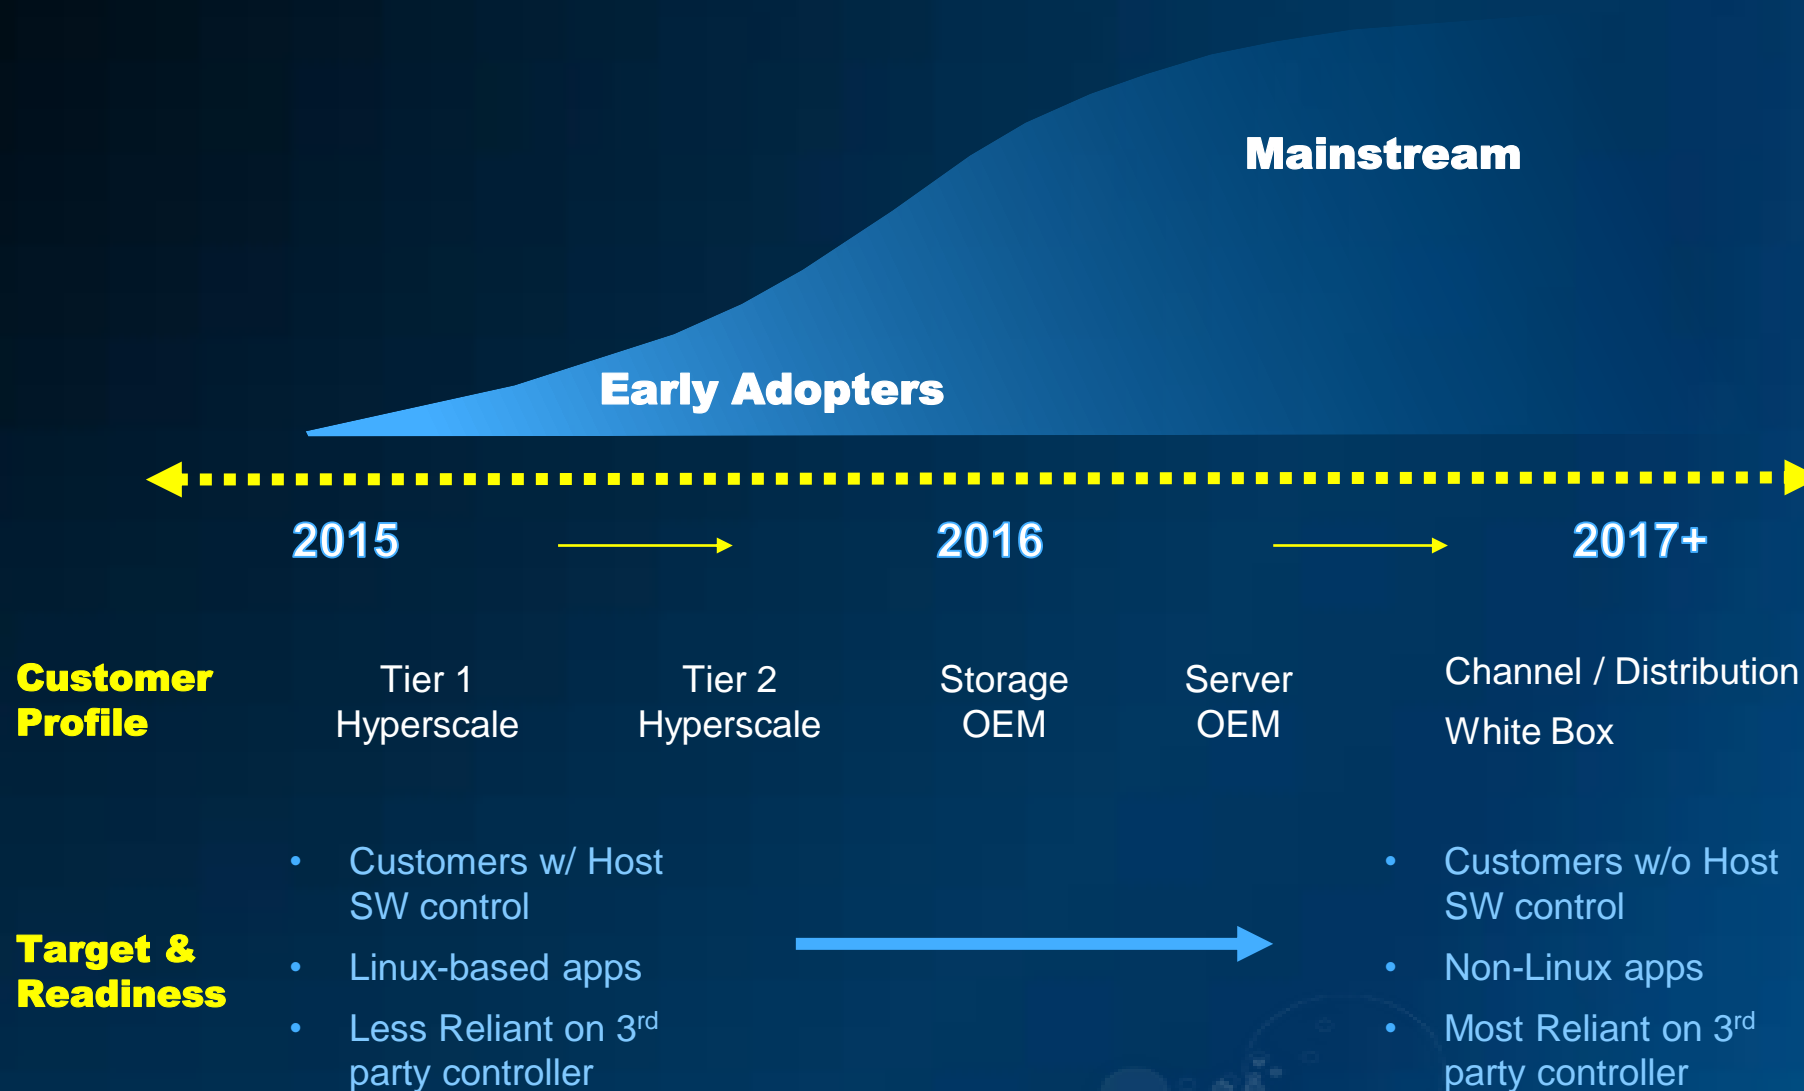 Mainstream
Early Adopters
2015
2016
2017+
Customer
Profile
Tier 1
Hyperscale
Tier 2
Hyperscale
Storage
OEM
Server
OEM
Channel / Distribution
White Box
Target &
Readiness
• Customers w/ Host
SW control
• Linux-based apps
• Less Reliant on 3rd
party controller
• Customers w/o Host
SW control
• Non-Linux apps
• Most Reliant on 3rd
party controller